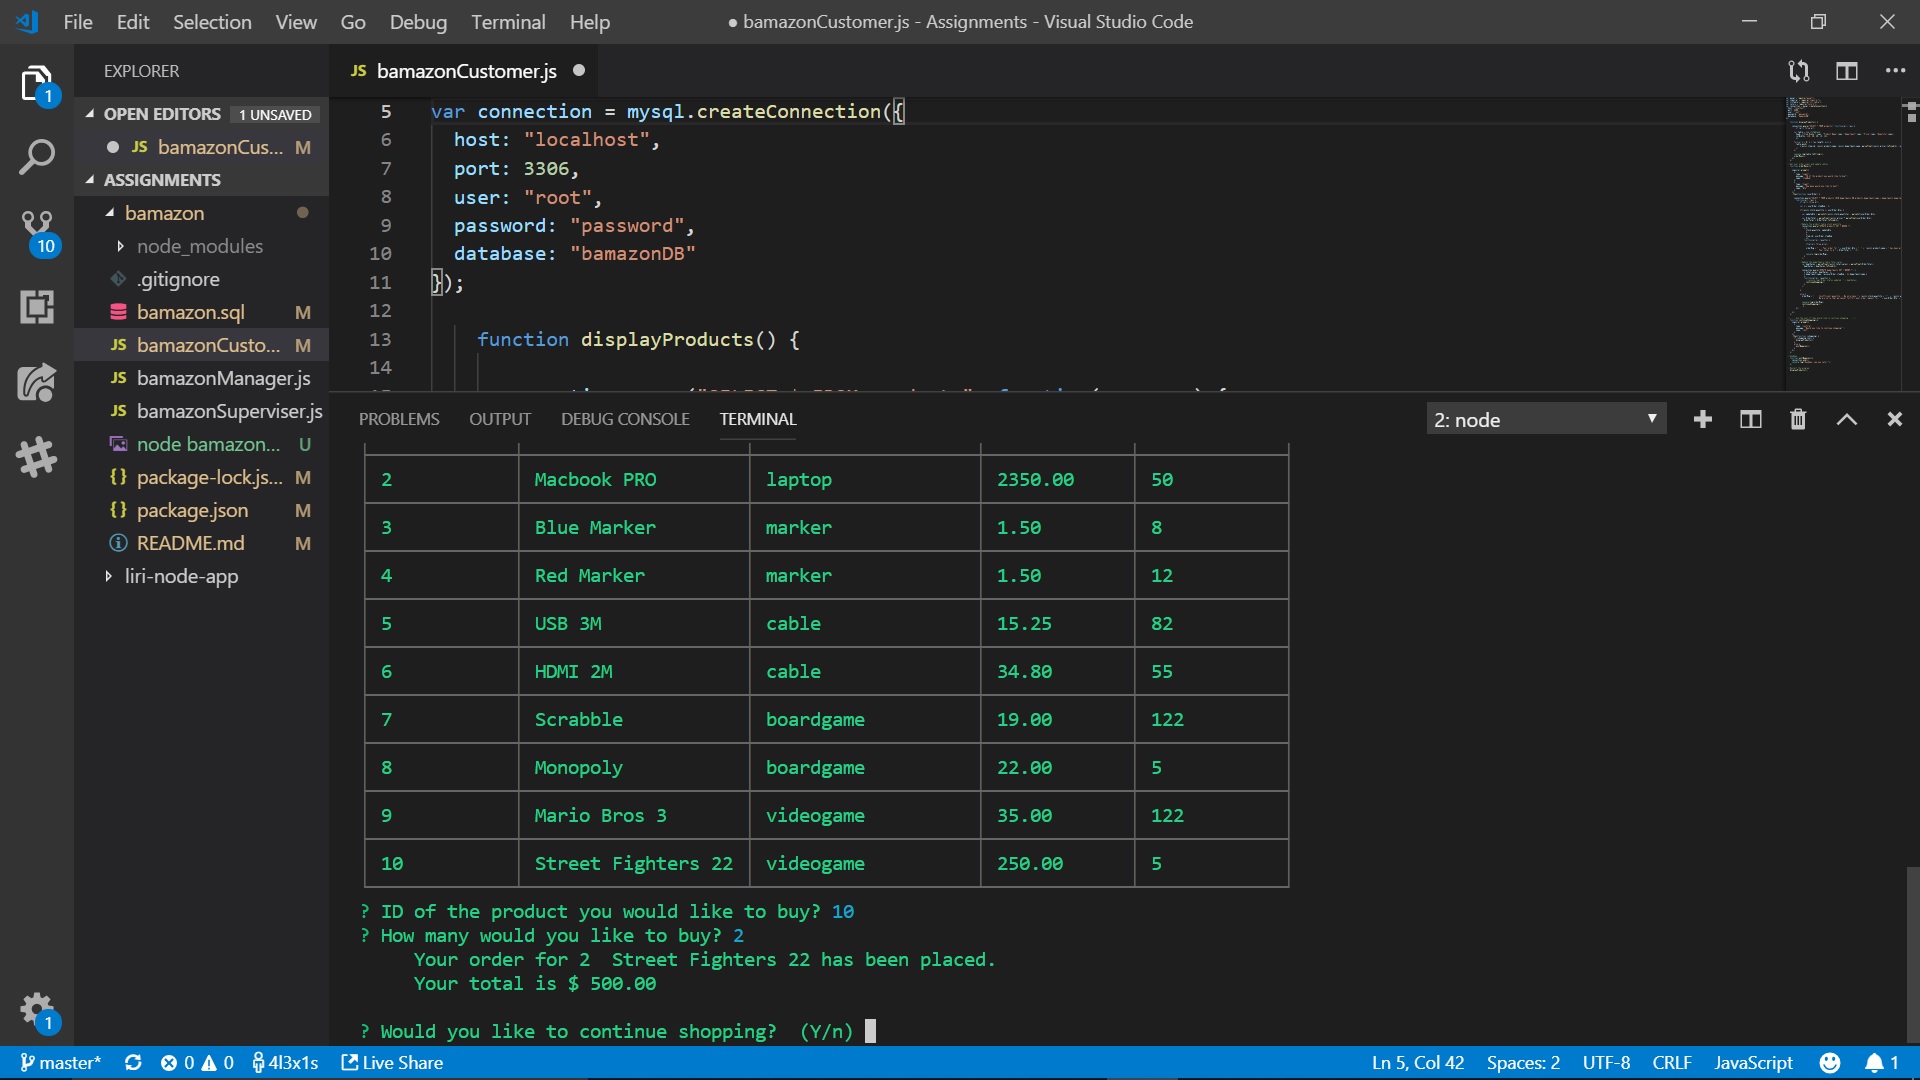 File Edit Selection View Go Debug Terminal Help
● bamazonCustomer.js - Assignments - Visual Studio Code
EXPLORER
OPEN EDITORS 1 UNSAVED
JS bamazonCus... M
ASSIGNMENTS
bamazon
node_modules
.gitignore
bamazon.sql M
JS bamazonCusto... M
JS bamazonManager.js
JS bamazonSuperviser.js
node bamazon... U
{} package-lock.js... M
{} package.json M
README.md M
liri-node-app
1
10
1
JS bamazonCustomer.js ●
5 var connection = mysql.createConnection({
6 host: "localhost",
7 port: 3306,
8 user: "root",
9 password: "password",
10 database: "bamazonDB"
11 });
12
13 function displayProducts() {
14
PROBLEMS OUTPUT DEBUG CONSOLE TERMINAL
2: node
2 Macbook PRO laptop 2350.00 50
3 Blue Marker marker 1.50 8
4 Red Marker marker 1.50 12
5 USB 3M cable 15.25 82
6 HDMI 2M cable 34.80 55
7 Scrabble boardgame 19.00 122
8 Monopoly boardgame 22.00 5
9 Mario Bros 3 videogame 35.00 122
10 Street Fighters 22 videogame 250.00 5
? ID of the product you would like to buy? 10
? How many would you like to buy? 2
Your order for 2 Street Fighters 22 has been placed.
Your total is $ 500.00
? Would you like to continue shopping? (Y/n)
master* 0 0 4l3x1s Live Share
Ln 5, Col 42 Spaces: 2 UTF-8 CRLF JavaScript 1